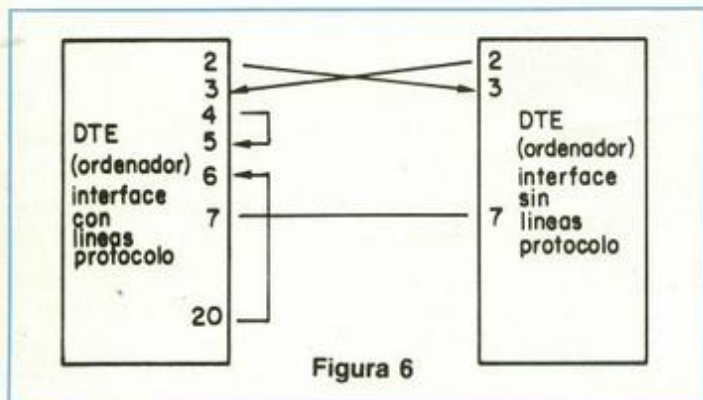 2
3
4
5
6
7
20
DTE
(ordenador)
interface
con
lineas
protocolo
2
3
7
DTE
(ordenador)
interface
sin
lineas
protocolo
Figura 6